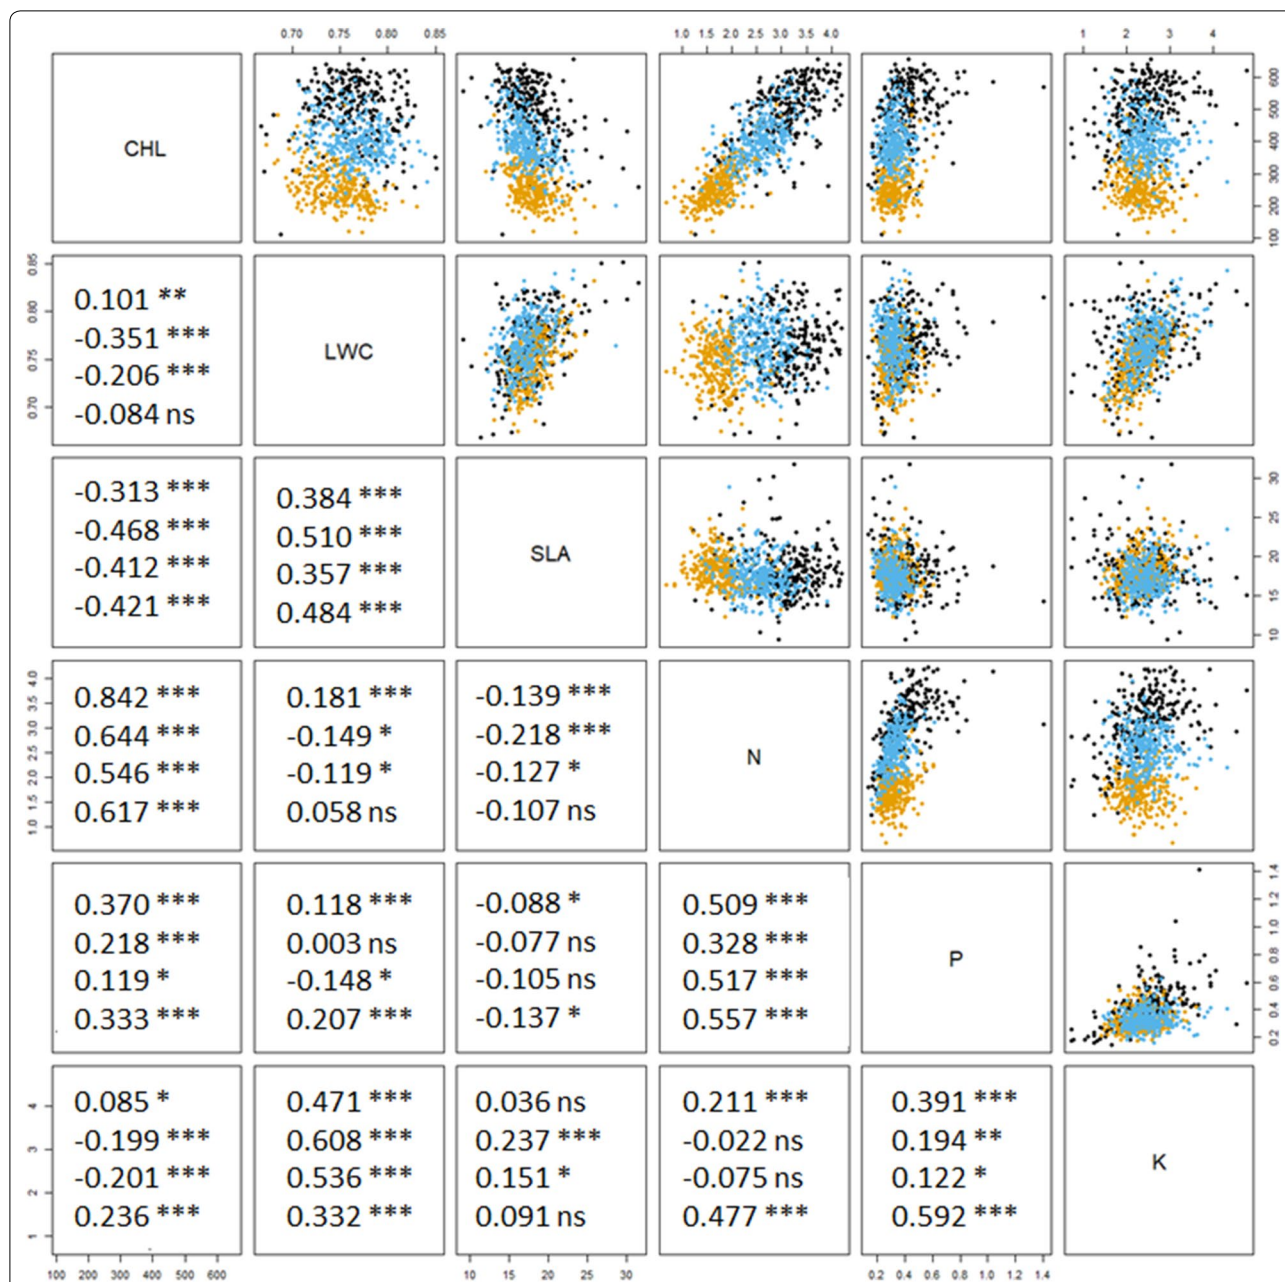 0.70 0.75 0.80 0.85
1.0 1.5 2.0 2.5 3.0 3.5 4.0
1 2 3 4
CHL
100 200 300 400 500 600
0.70 0.75 0.80 0.85
0.101 **
-0.351 ***
-0.206 ***
-0.084 ns
LWC
-0.313 ***
-0.468 ***
-0.412 ***
-0.421 ***
0.384 ***
0.510 ***
0.357 ***
0.484 ***
SLA
10 15 20 25 30
1.0 1.5 2.0 2.5 3.0 3.5 4.0
0.842 ***
0.644 ***
0.546 ***
0.617 ***
0.181 ***
-0.149 *
-0.119 *
0.058 ns
-0.139 ***
-0.218 ***
-0.127 *
-0.107 ns
N
0.370 ***
0.218 ***
0.119 *
0.333 ***
0.118 ***
0.003 ns
-0.148 *
0.207 ***
-0.088 *
-0.077 ns
-0.105 ns
-0.137 *
0.509 ***
0.328 ***
0.517 ***
0.557 ***
P
0.2 0.4 0.6 0.8 1.0 1.2 1.4
1 2 3 4
0.085 *
-0.199 ***
-0.201 ***
0.236 ***
0.471 ***
0.608 ***
0.536 ***
0.332 ***
0.036 ns
0.237 ***
0.151 *
0.091 ns
0.211 ***
-0.022 ns
-0.075 ns
0.477 ***
0.391 ***
0.194 **
0.122 *
0.592 ***
K
100 200 300 400 500 600
10 15 20 25 30
0.2 0.4 0.6 0.8 1.0 1.2 1.4